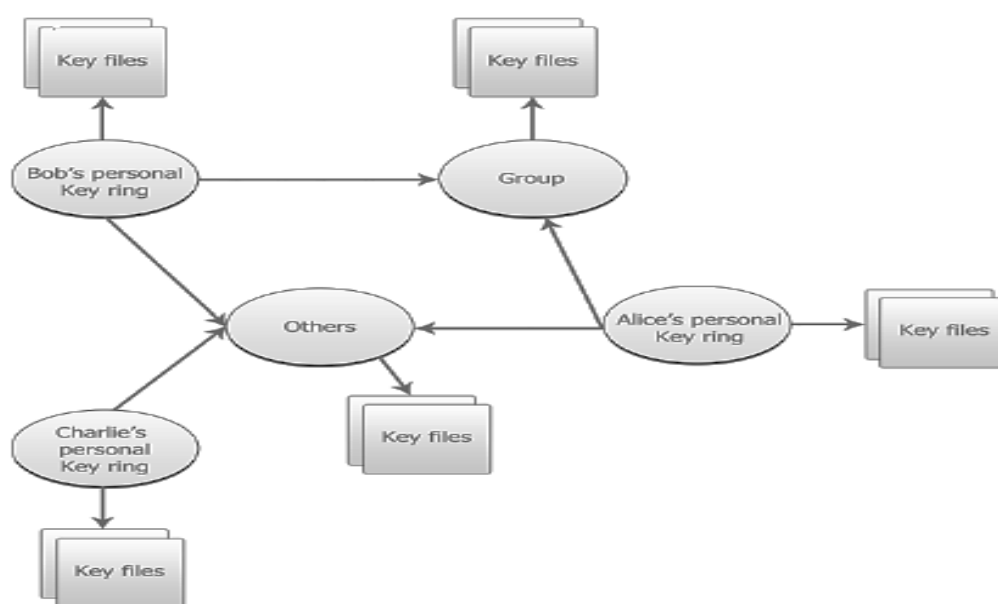 Key files
Key files
Bob's personal
Key ring
Group
Others
Alice's personal
Key ring
Key files
Key files
Charlie's
personal
Key ring
Key files